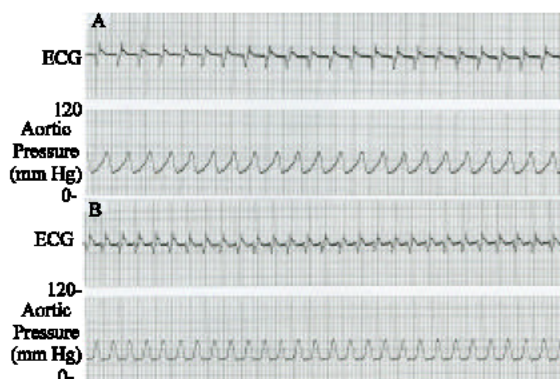 A
ECG
120
Aortic
Pressure
(mm Hg)
0-
B
ECG
120-
Aortic
Pressure
(mm Hg)
0-